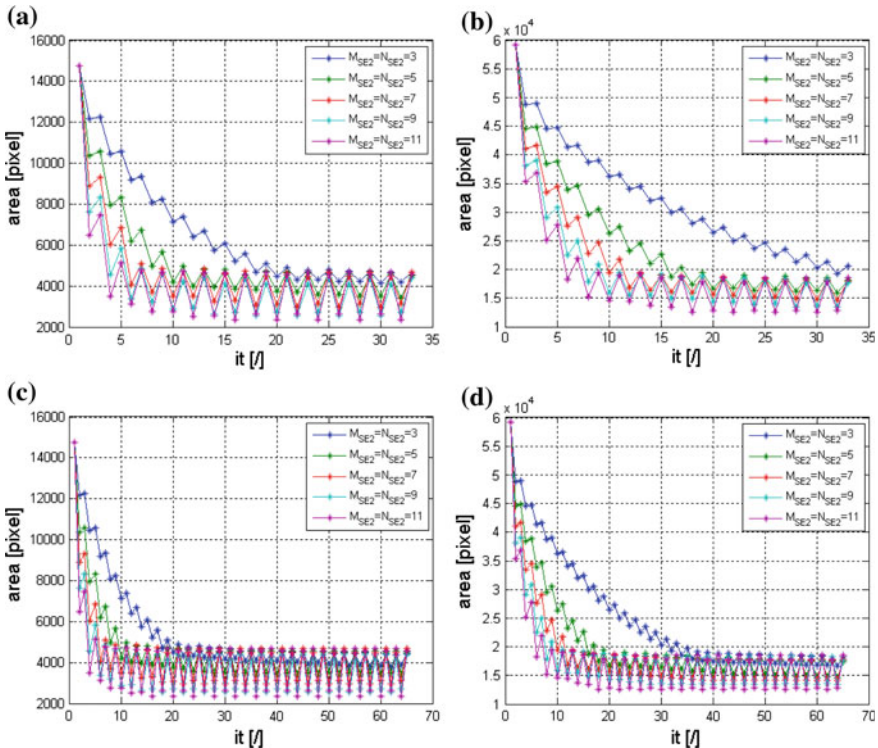 (a)
16000
14000
12000
10000
8000
6000
4000
2000
area [pixel]
0 5 10 15 20 25 30 35
it [/]
M_SE2=N_SE2=3
M_SE2=N_SE2=5
M_SE2=N_SE2=7
M_SE2=N_SE2=9
M_SE2=N_SE2=11
(b)
x 10^4
6
5.5
5
4.5
4
3.5
3
2.5
2
1.5
1
area [pixel]
0 5 10 15 20 25 30 35
it [/]
M_SE2=N_SE2=3
M_SE2=N_SE2=5
M_SE2=N_SE2=7
M_SE2=N_SE2=9
M_SE2=N_SE2=11
(c)
16000
14000
12000
10000
8000
6000
4000
2000
area [pixel]
0 10 20 30 40 50 60 70
it [/]
M_SE2=N_SE2=3
M_SE2=N_SE2=5
M_SE2=N_SE2=7
M_SE2=N_SE2=9
M_SE2=N_SE2=11
(d)
x 10^4
6
5.5
5
4.5
4
3.5
3
2.5
2
1.5
1
area [pixel]
0 10 20 30 40 50 60 70
it [/]
M_SE2=N_SE2=3
M_SE2=N_SE2=5
M_SE2=N_SE2=7
M_SE2=N_SE2=9
M_SE2=N_SE2=11